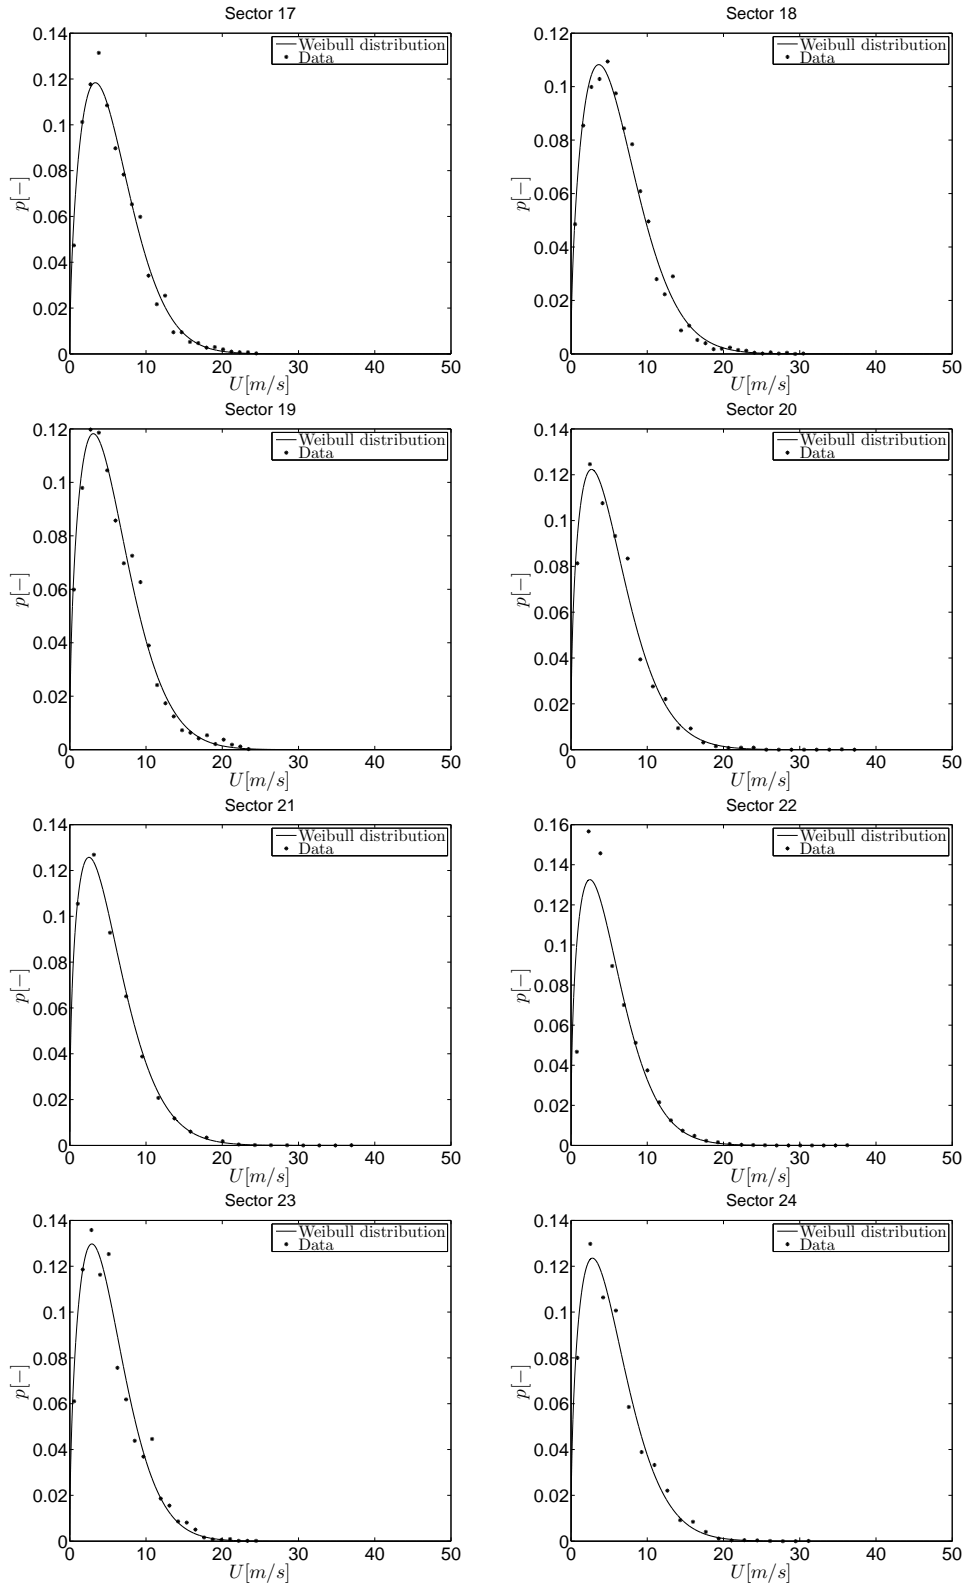 Sector 17
Weibull distribution
Data
0.14
0.12
0.1
0.08
0.06
0.04
0.02
0
p[−]
0 10 20 30 40 50
U[m/s]
Sector 18
Weibull distribution
Data
0.12
0.1
0.08
0.06
0.04
0.02
0
p[−]
0 10 20 30 40 50
U[m/s]
Sector 19
Weibull distribution
Data
0.12
0.1
0.08
0.06
0.04
0.02
0
p[−]
0 10 20 30 40 50
U[m/s]
Sector 20
Weibull distribution
Data
0.14
0.12
0.1
0.08
0.06
0.04
0.02
0
p[−]
0 10 20 30 40 50
U[m/s]
Sector 21
Weibull distribution
Data
0.14
0.12
0.1
0.08
0.06
0.04
0.02
0
p[−]
0 10 20 30 40 50
U[m/s]
Sector 22
Weibull distribution
Data
0.16
0.14
0.12
0.1
0.08
0.06
0.04
0.02
0
p[−]
0 10 20 30 40 50
U[m/s]
Sector 23
Weibull distribution
Data
0.14
0.12
0.1
0.08
0.06
0.04
0.02
0
p[−]
0 10 20 30 40 50
U[m/s]
Sector 24
Weibull distribution
Data
0.14
0.12
0.1
0.08
0.06
0.04
0.02
0
p[−]
0 10 20 30 40 50
U[m/s]